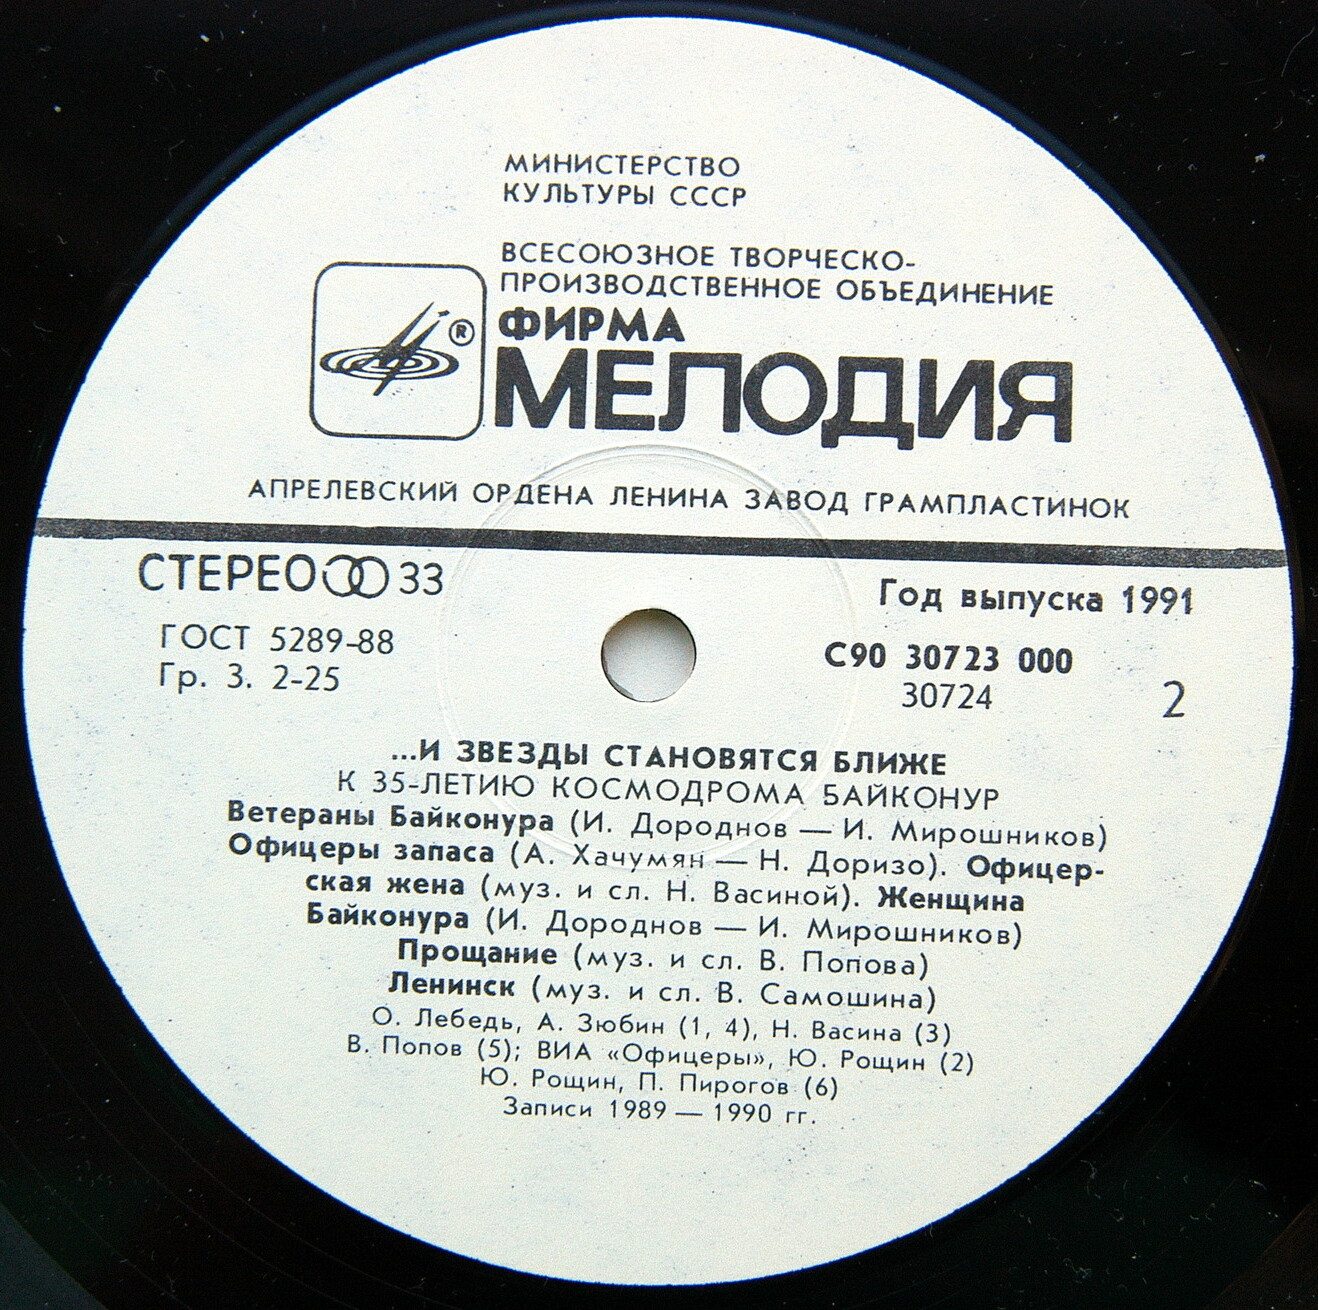 МИНИСТЕРСТВО
КУЛЬТУРЫ СССР
ВСЕСОЮЗНОЕ ТВОРЧЕСКО-
ПРОИЗВОДСТВЕННОЕ ОБЪЕДИНЕНИЕ
ФИРМА
®
МЕЛОДИЯ
АПРЕЛЕВСКИЙ ОРДЕНА ЛЕНИНА ЗАВОД ГРАМПЛАСТИНОК
СТЕРЕО 33
Год выпуска 1991
ГОСТ 5289-88
Гр. 3. 2-25
С90 30723 000
30724
2
...И ЗВЕЗДЫ СТАНОВЯТСЯ БЛИЖЕ
К 35-ЛЕТИЮ КОСМОДРОМА БАЙКОНУР
Ветераны Байконура (И. Дороднов — И. Мирошников)
Офицеры запаса (А. Хачумян — Н. Доризо). Офицер-
ская жена (муз. и сл. Н. Васиной). Женщина
Байконура (И. Дороднов — И. Мирошников)
Прощание (муз. и сл. В. Попова)
Ленинск (муз. и сл. В. Самошина)
О. Лебедь, А. Зюбин (1, 4), Н. Васина (3)
В. Попов (5); ВИА «Офицеры», Ю. Рощин (2)
Ю. Рощин, П. Пирогов (6)
Записи 1989 — 1990 гг.